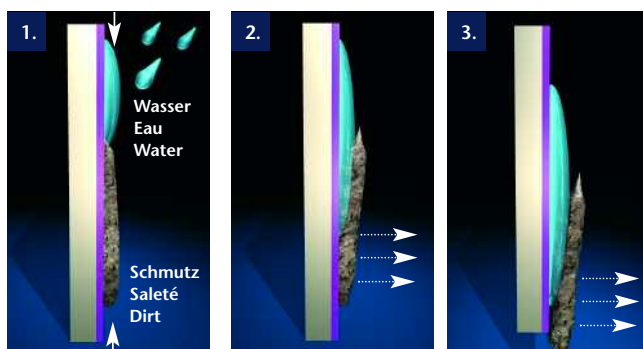 1.
Wasser
Eau
Water
Schmutz
Saleté
Dirt
2.
3.